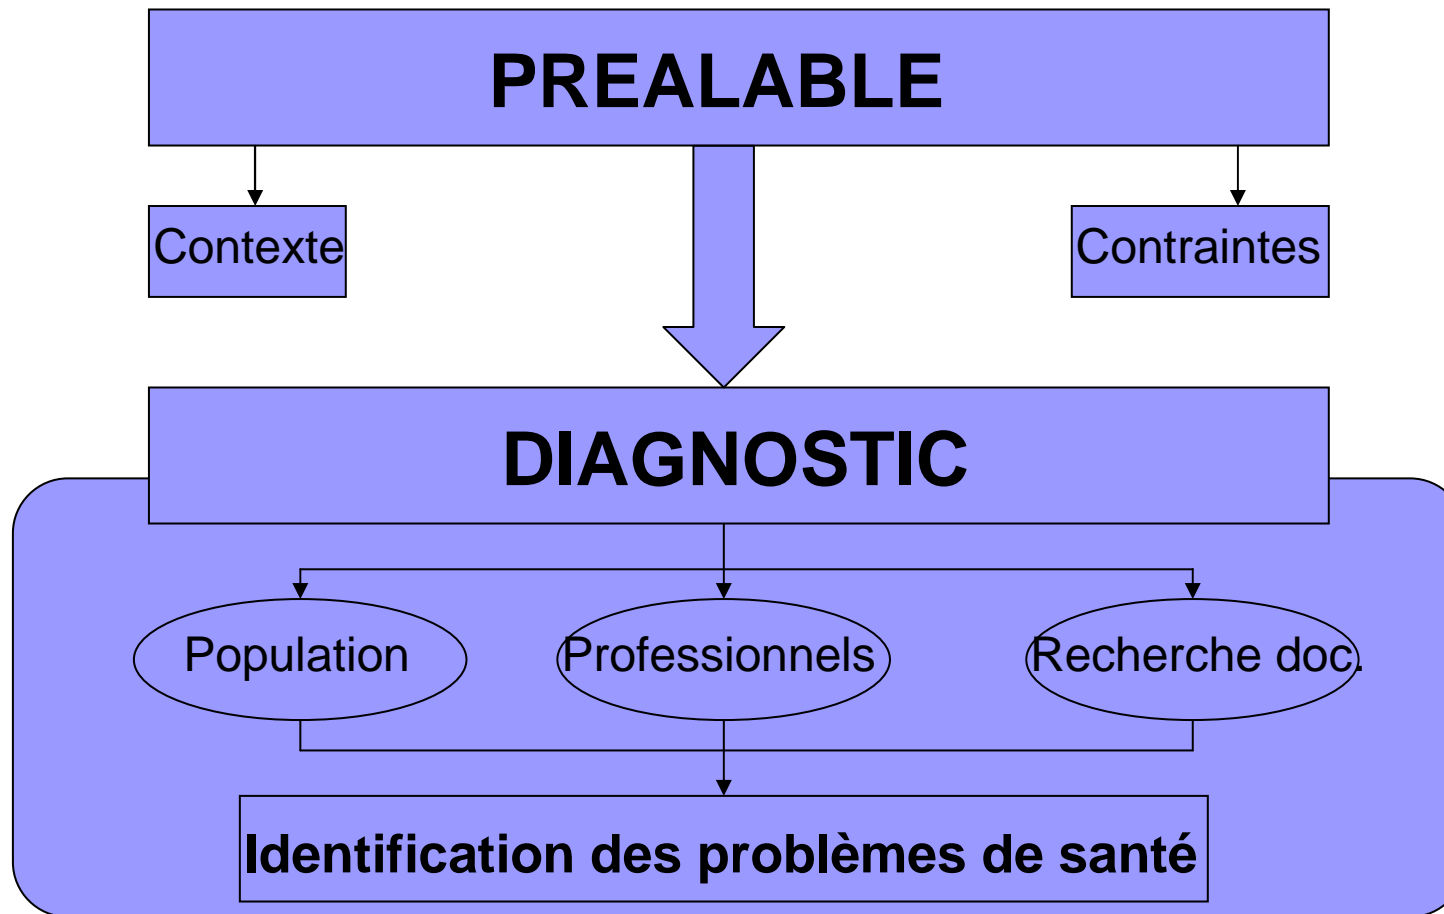 PREALABLE
Contexte
Contraintes
DIAGNOSTIC
Population
Professionnels
Recherche doc.
Identification des problèmes de santé